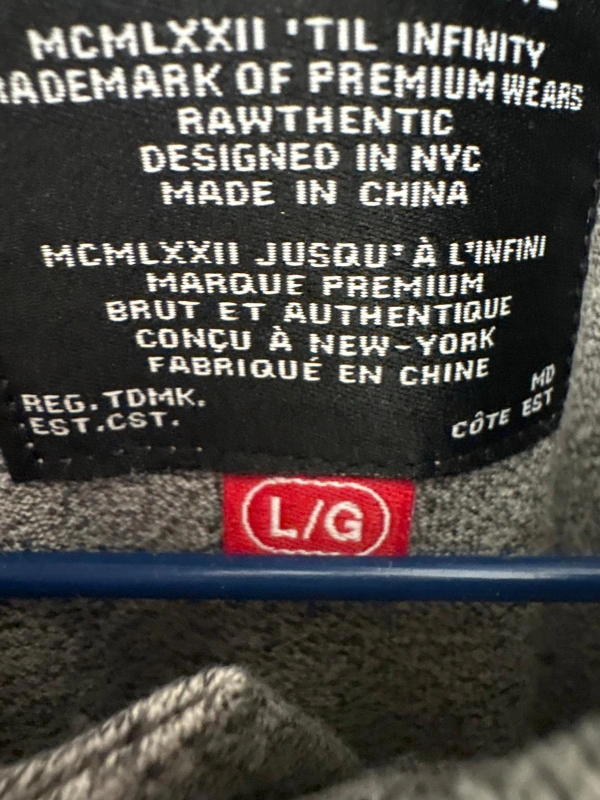 MCMLXXII 'TIL INFINITY
RADEMARK OF PREMIUM WEARS
RAWTHENTIC
DESIGNED IN NYC
MADE IN CHINA
MCMLXXII JUSQU' À L'INFINI
MARQUE PREMIUM
BRUT ET AUTHENTIQUE
CONÇU À NEW-YORK
FABRIQUÉ EN CHINE
REG. TDMK.
EST.CST.
MD
CÔTE EST
L/G